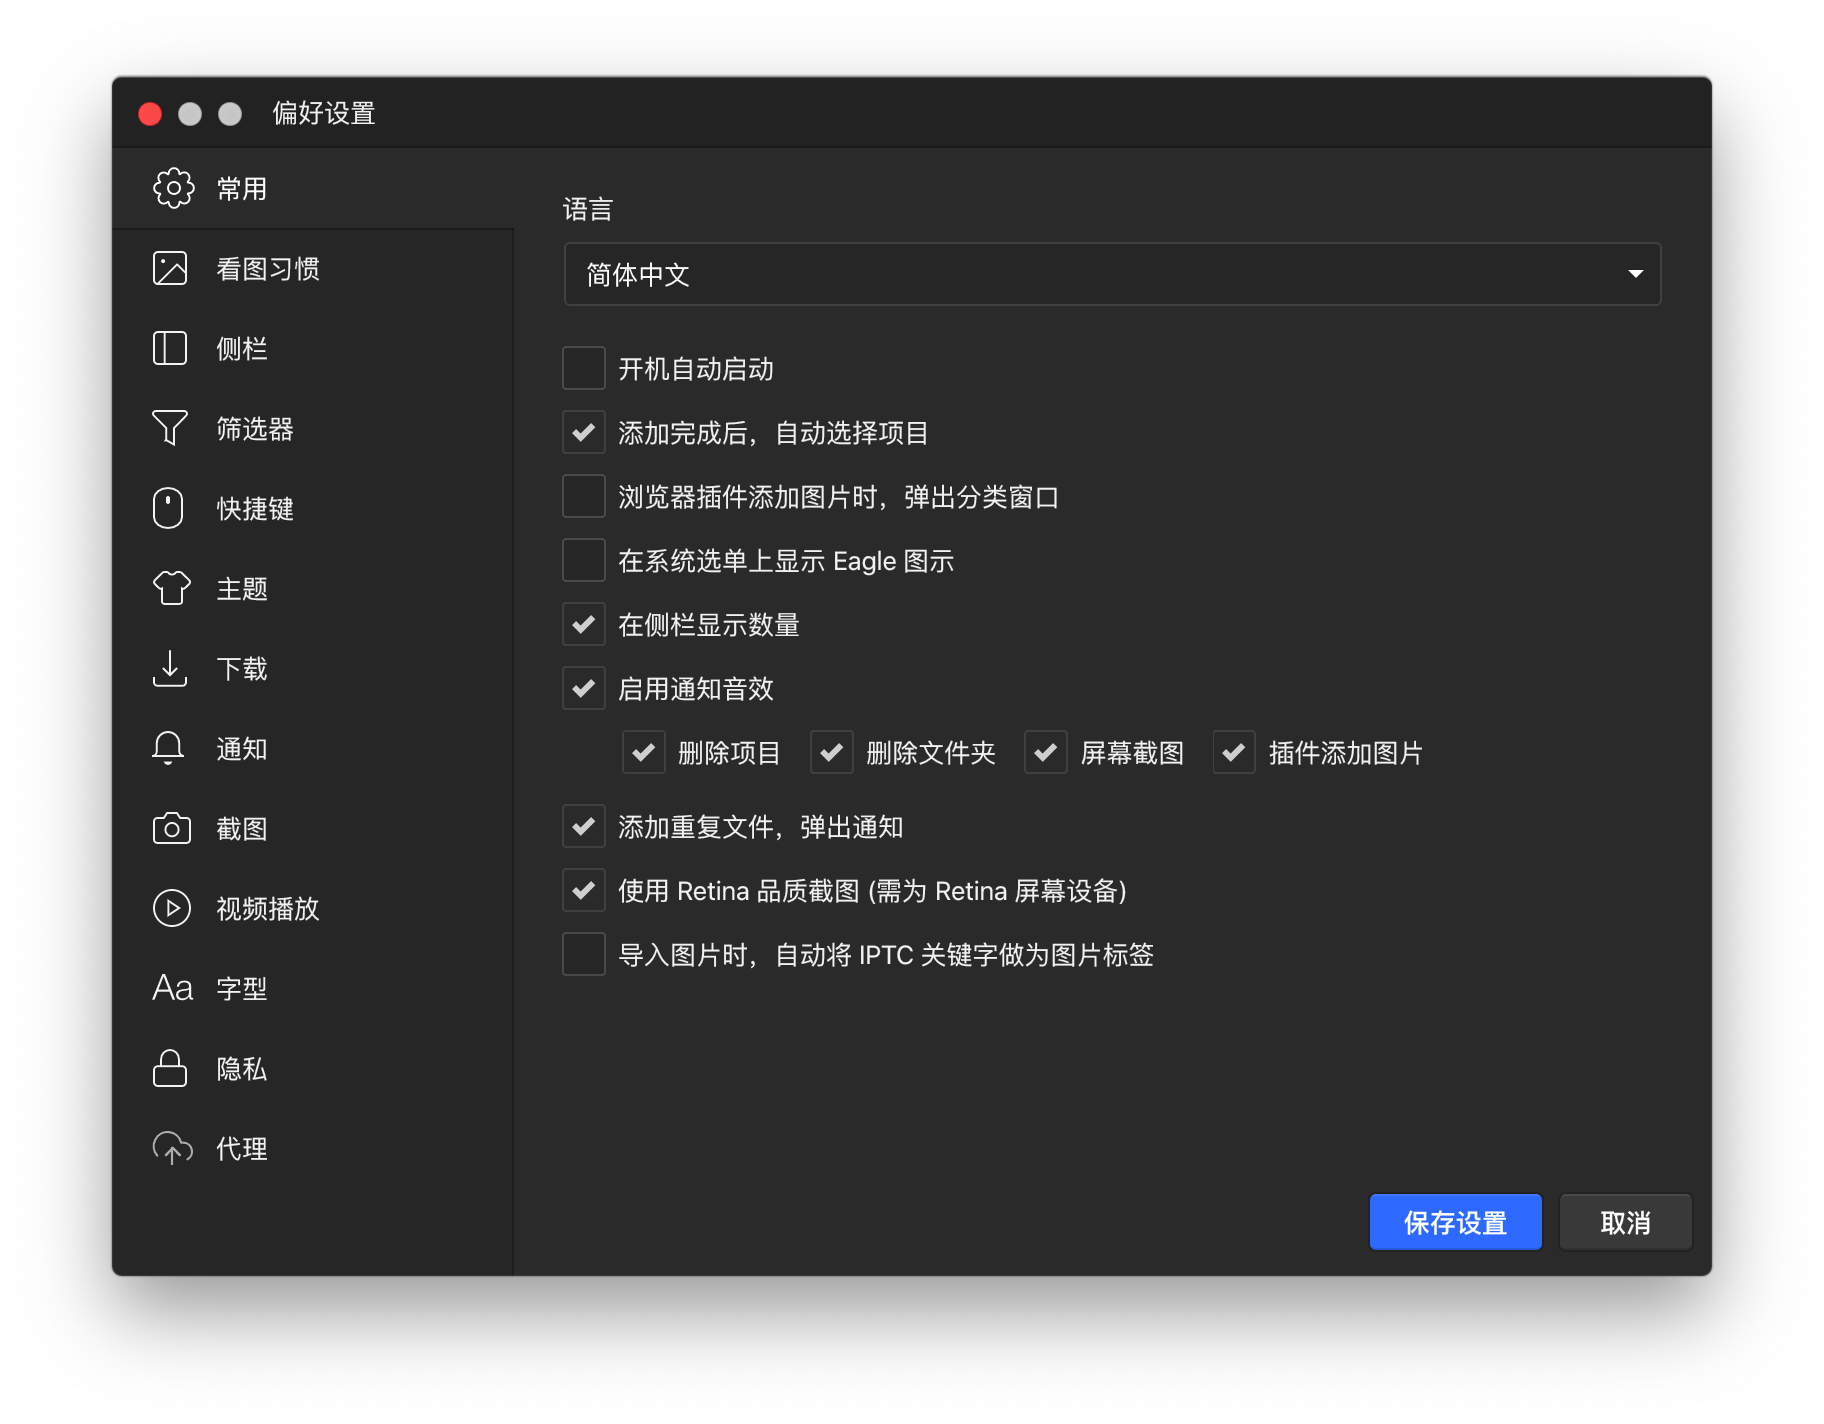 偏好设置
常用
看图习惯
侧栏
筛选器
快捷键
主题
下载
通知
截图
视频播放
Aa 字型
隐私
代理
语言
简体中文
开机自动启动
添加完成后，自动选择项目
浏览器插件添加图片时，弹出分类窗口
在系统选单上显示 Eagle 图示
在侧栏显示数量
启用通知音效
删除项目 删除文件夹 屏幕截图 插件添加图片
添加重复文件，弹出通知
使用 Retina 品质截图 (需为 Retina 屏幕设备)
导入图片时，自动将 IPTC 关键字做为图片标签
保存设置 取消